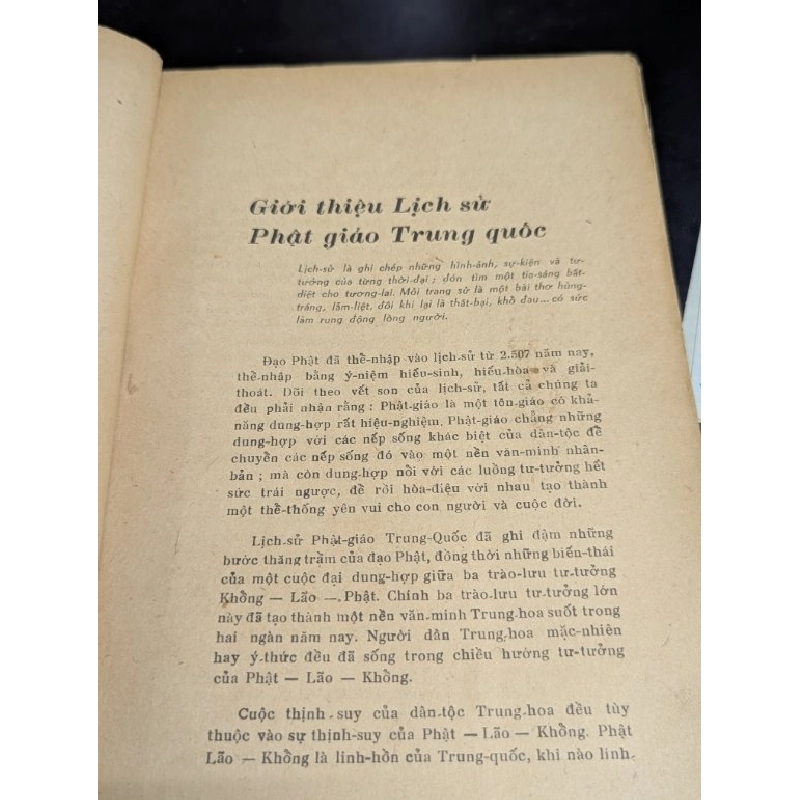 Giới thiệu Lịch sử
Phật giáo Trung quốc
Lịch-sử là ghi chép những hình-ảnh, sự-kiện và tư-
tưởng của từng thời-đại ; đón tìm một tia-sáng bất-
diệt cho tương-lai. Mỗi trang sử là một bài thơ hùng-
tráng, lẫm-liệt, đôi khi lại là thất-bại, khổ đau... có sức
làm rung động lòng người.
Đạo Phật đã thể-nhập vào lịch-sử từ 2.507 năm nay,
thể-nhập bằng ý-niệm hiếu-sinh, hiếu-hòa và giải-
thoát. Dõi theo vết son của lịch-sử, tất cả chúng ta
đều phải nhận rằng : Phật-giáo là một tôn-giáo có khả-
năng dung-hợp rất hiệu-nghiệm. Phật-giáo chẳng những
dung-hợp với các nếp sống khác biệt của dân-tộc để
chuyển các nếp sống đó vào một nền văn-minh nhân-
bản ; mà còn dung-hợp nổi với các luồng tư-tưởng hết
sức trái ngược, để rồi hòa-điệu với nhau tạo thành
một thể-thống yên vui cho con người và cuộc đời.
Lịch-sử Phật-giáo Trung-Quốc đã ghi đậm những
bước thăng trầm của đạo Phật, đồng thời những biến-thái
của một cuộc đại dung-hợp giữa ba trào-lưu tư-tưởng
Khổng — Lão — Phật. Chính ba trào-lưu tư-tưởng lớn
này đã tạo thành một nền văn-minh Trung-hoa suốt trong
hai ngàn năm nay. Người dân Trung-hoa mặc-nhiên
hay ý-thức đều đã sống trong chiều hướng tư-tưởng
của Phật — Lão — Khổng.
Cuộc thịnh-suy của dân-tộc Trung-hoa đều tùy
thuộc vào sự thịnh-suy của Phật — Lão — Khổng. Phật
Lão — Khổng là linh-hồn của Trung-quốc, khi nào linh-